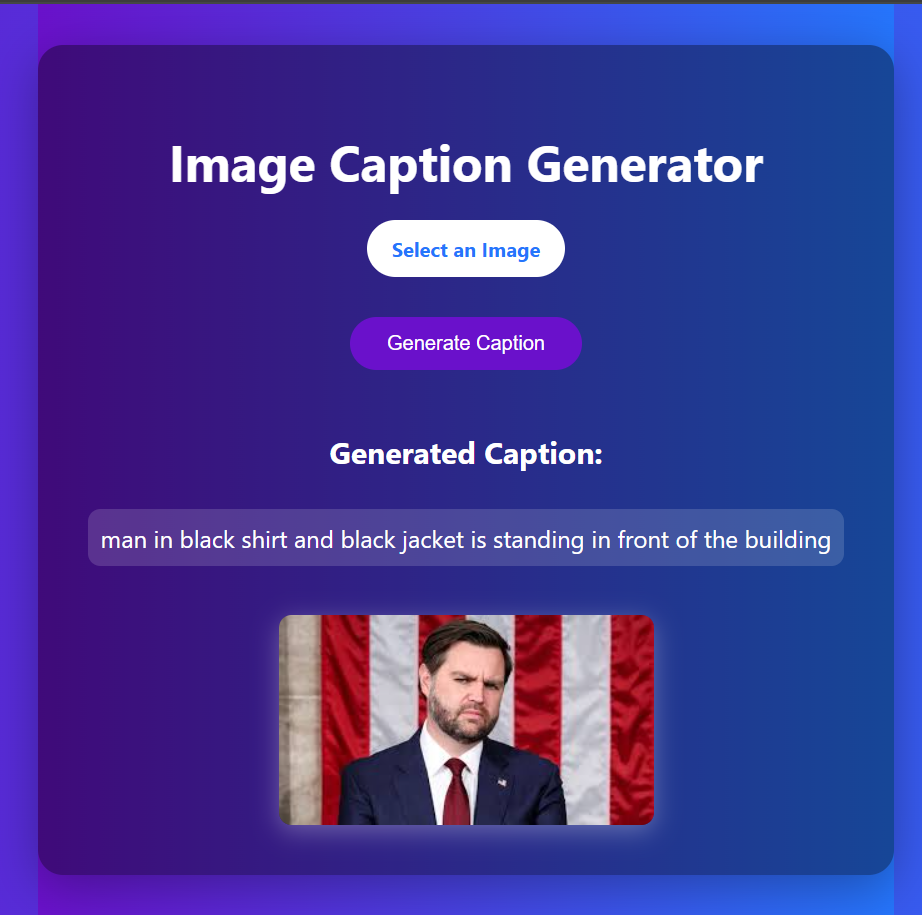 Image Caption Generator
Select an Image
Generate Caption
Generated Caption:
man in black shirt and black jacket is standing in front of the building